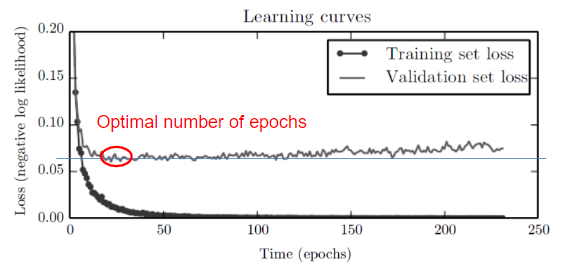 Learning curves
0.20
0.15
0.10
0.05
0.00
Loss (negative log likelihood)
Training set loss
Validation set loss
Optimal number of epochs
0 50 100 150 200 250
Time (epochs)